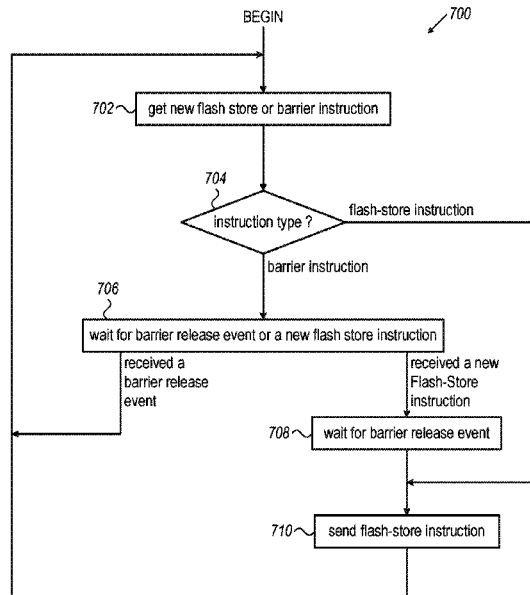 BEGIN
700
702
get new flash store or barrier instruction
704
instruction type ?
flash-store instruction
barrier instruction
706
wait for barrier release event or a new flash store instruction
received a
barrier release
event
received a new
Flash-Store
instruction
708
wait for barrier release event
710
send flash-store instruction